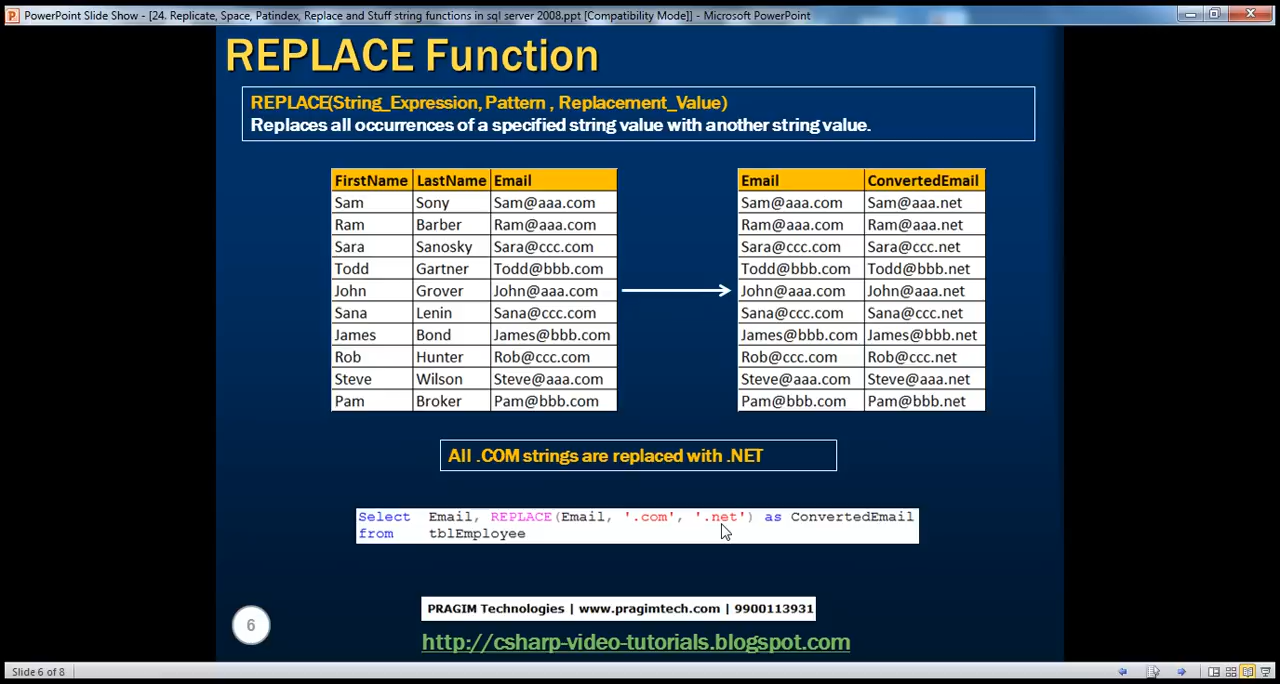 PowerPoint Slide Show - [24. Replicate, Space, Patindex, Replace and Stuff string functions in sql server 2008.ppt [Compatibility Mode]] - Microsoft PowerPoint
REPLACE Function
REPLACE(String_Expression, Pattern , Replacement_Value)
Replaces all occurrences of a specified string value with another string value.
FirstName LastName Email
Sam Sony Sam@aaa.com
Ram Barber Ram@aaa.com
Sara Sanosky Sara@ccc.com
Todd Gartner Todd@bbb.com
John Grover John@aaa.com
Sana Lenin Sana@ccc.com
James Bond James@bbb.com
Rob Hunter Rob@ccc.com
Steve Wilson Steve@aaa.com
Pam Broker Pam@bbb.com
Email ConvertedEmail
Sam@aaa.com Sam@aaa.net
Ram@aaa.com Ram@aaa.net
Sara@ccc.com Sara@ccc.net
Todd@bbb.com Todd@bbb.net
John@aaa.com John@aaa.net
Sana@ccc.com Sana@ccc.net
James@bbb.com James@bbb.net
Rob@ccc.com Rob@ccc.net
Steve@aaa.com Steve@aaa.net
Pam@bbb.com Pam@bbb.net
All .COM strings are replaced with .NET
Select Email, REPLACE(Email, '.com', '.net') as ConvertedEmail
from tblEmployee
PRAGIM Technologies | www.pragimtech.com | 9900113931
6
http://csharp-video-tutorials.blogspot.com
Slide 6 of 8